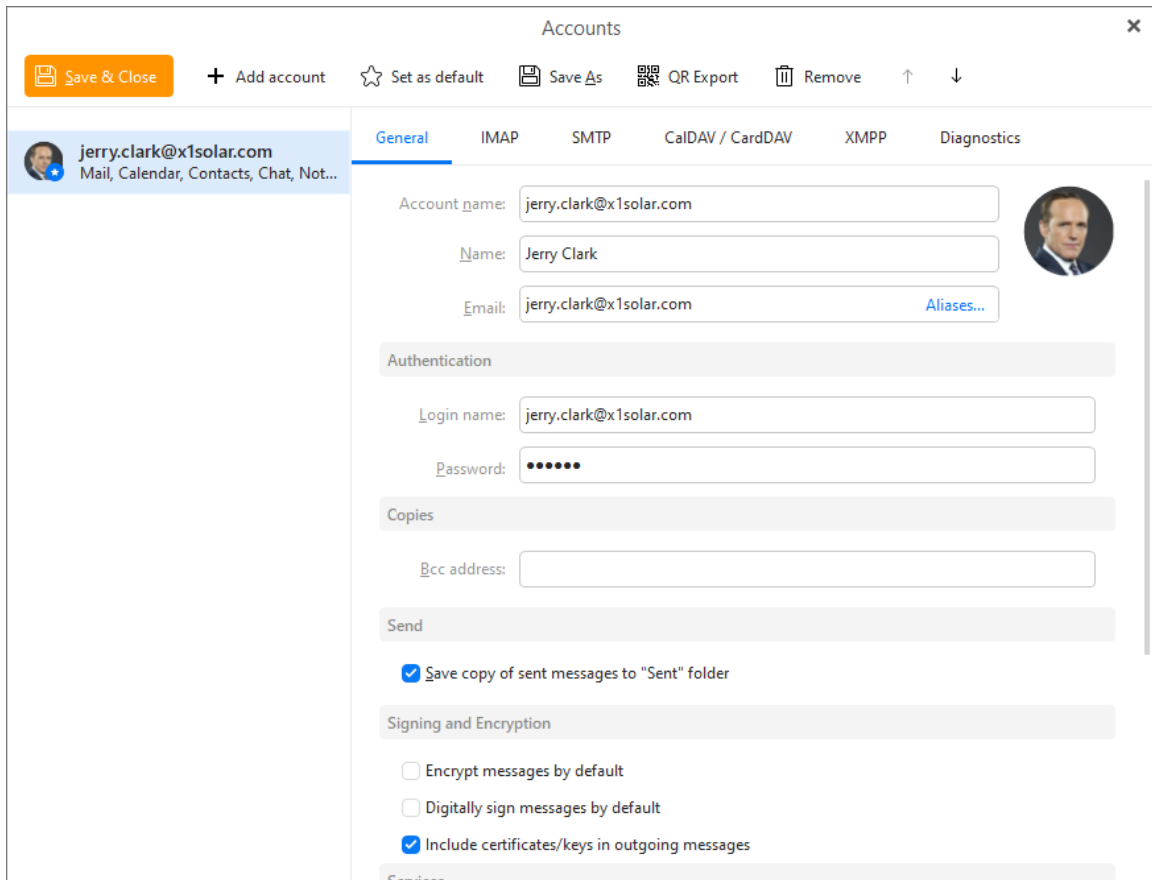 Accounts
Save & Close
Add account
Set as default
Save As
QR Export
Remove
jerry.clark@x1solar.com
Mail, Calendar, Contacts, Chat, Not...
General
IMAP
SMTP
CalDAV / CardDAV
XMPP
Diagnostics
Account name: jerry.clark@x1solar.com
Name: Jerry Clark
Email: jerry.clark@x1solar.com Aliases...
Authentication
Login name: jerry.clark@x1solar.com
Password: ••••••
Copies
Bcc address:
Send
Save copy of sent messages to "Sent" folder
Signing and Encryption
Encrypt messages by default
Digitally sign messages by default
Include certificates/keys in outgoing messages
Services